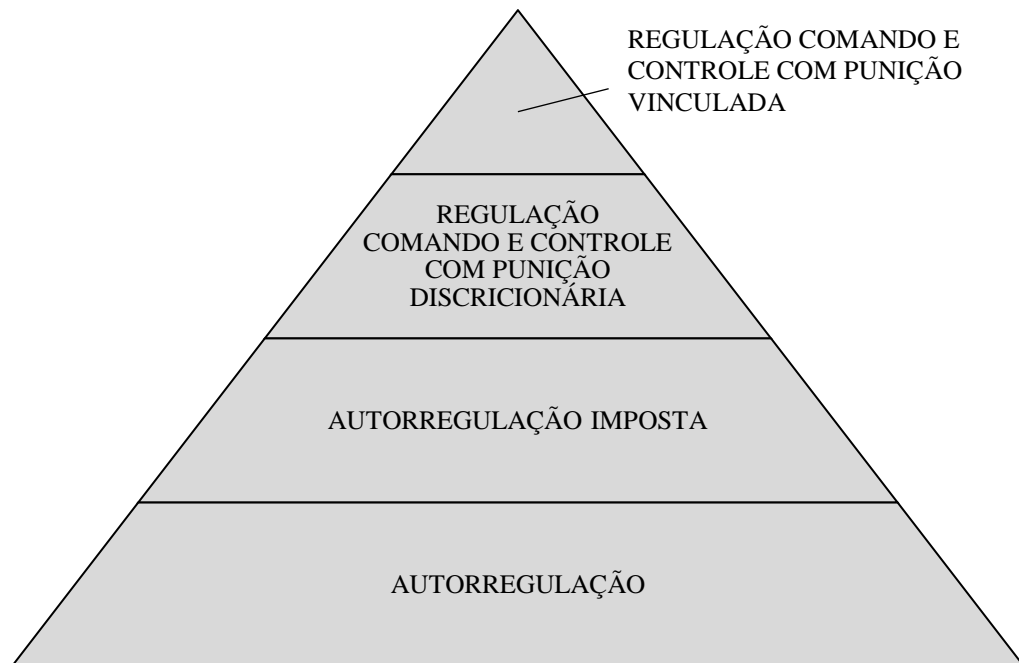 REGULAÇÃO COMANDO E
CONTROLE COM PUNIÇÃO
VINCULADA
REGULAÇÃO
COMANDO E CONTROLE
COM PUNIÇÃO
DISCRICIONÁRIA
AUTORREGULAÇÃO IMPOSTA
AUTORREGULAÇÃO